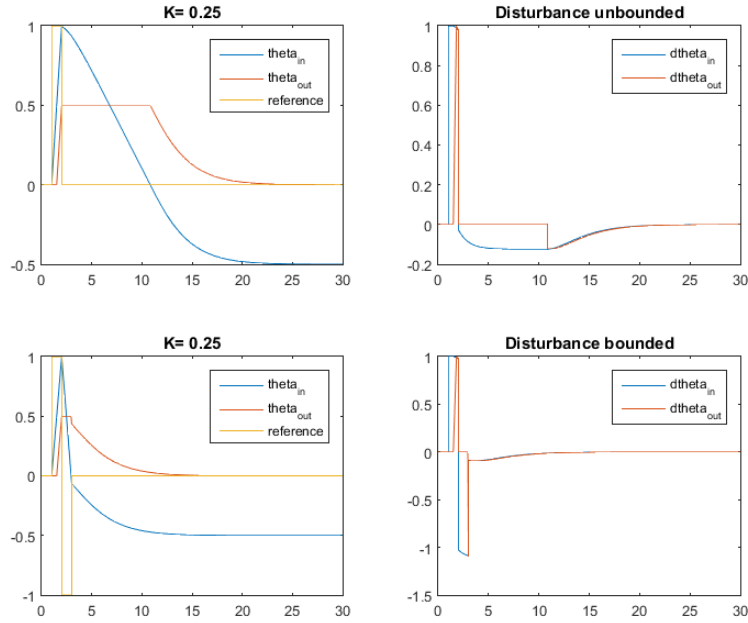 K= 0.25
1
0.5
0
-0.5
0 5 10 15 20 25 30
theta_in
theta_out
reference
Disturbance unbounded
1
0.8
0.6
0.4
0.2
0
-0.2
0 5 10 15 20 25 30
dtheta_in
dtheta_out
K= 0.25
1
0.5
0
-0.5
-1
0 5 10 15 20 25 30
theta_in
theta_out
reference
Disturbance bounded
1
0.5
0
-0.5
-1
-1.5
0 5 10 15 20 25 30
dtheta_in
dtheta_out